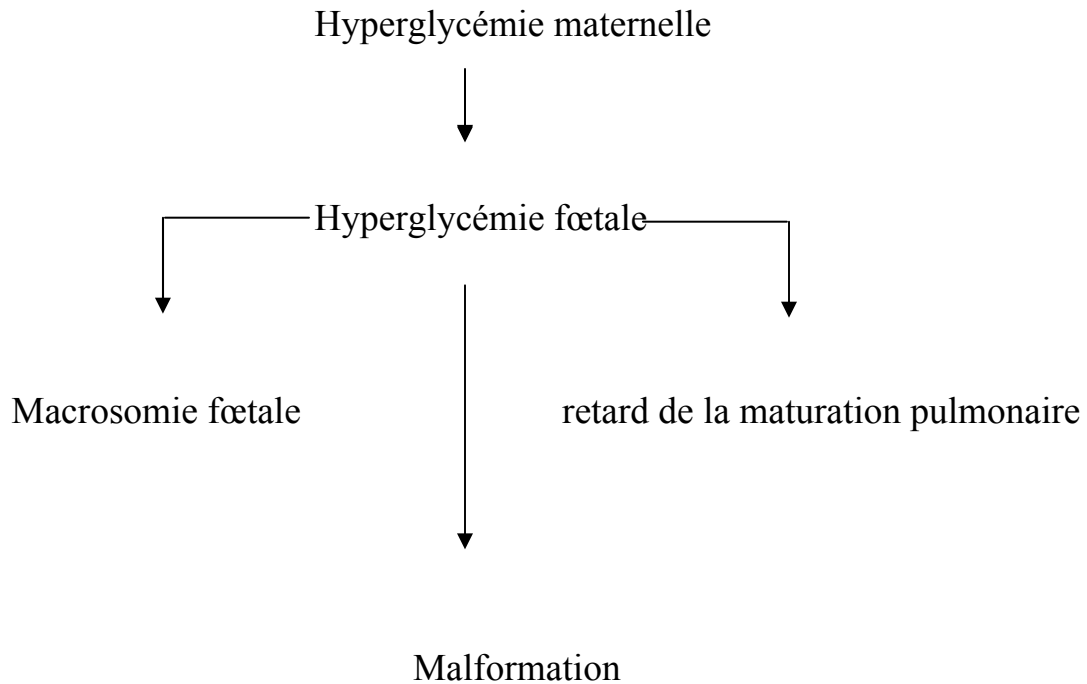 Hyperglycémie maternelle
Hyperglycémie fœtale
Macrosomie fœtale
retard de la maturation pulmonaire
Malformation